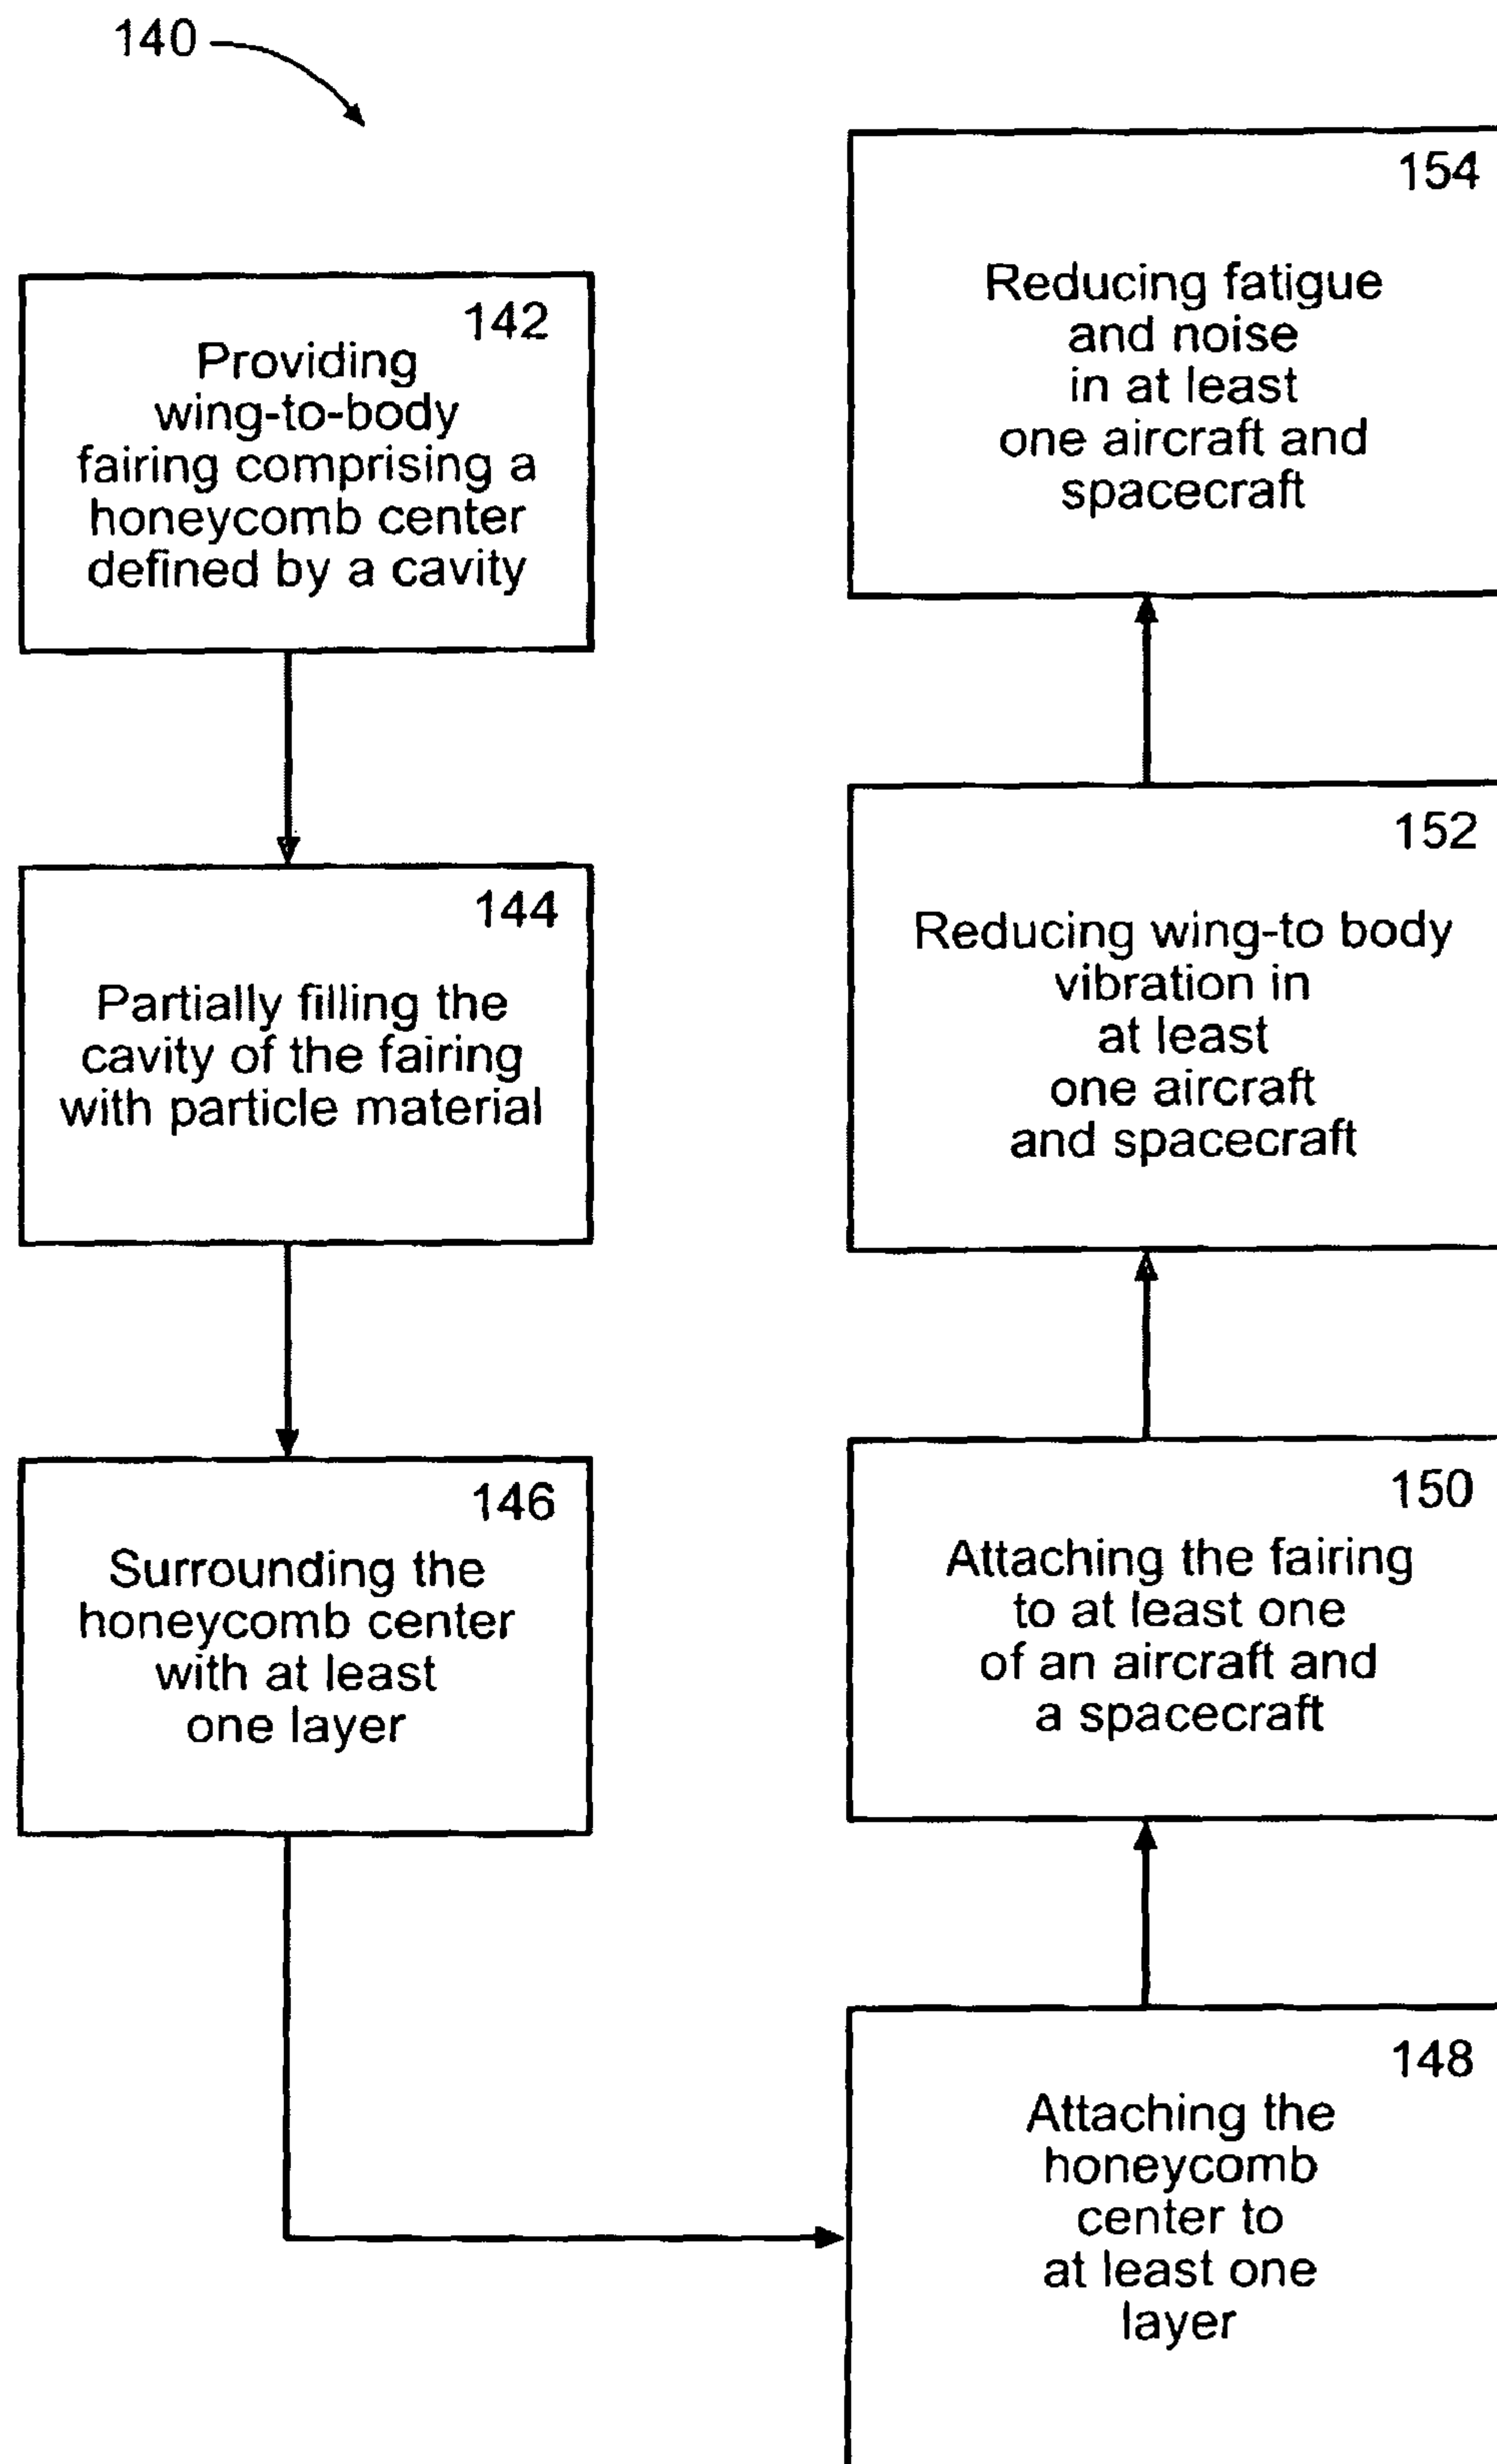 140
142
Providing
wing-to-body
fairing comprising a
honeycomb center
defined by a cavity
144
Partially filling the
cavity of the fairing
with particle material
146
Surrounding the
honeycomb center
with at least
one layer
148
Attaching the
honeycomb
center to
at least one
layer
150
Attaching the fairing
to at least one
of an aircraft and
a spacecraft
152
Reducing wing-to body
vibration in
at least
one aircraft
and spacecraft
154
Reducing fatigue
and noise
in at least
one aircraft and
spacecraft